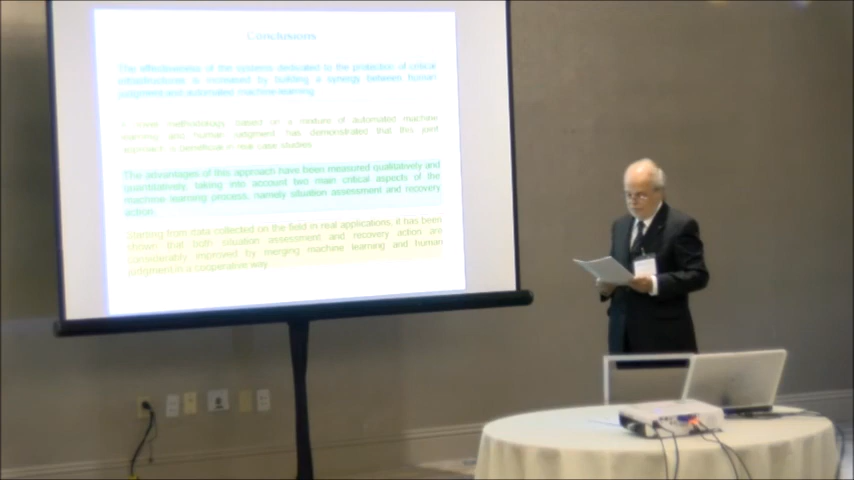 Conclusions
The effectiveness of the systems dedicated to the protection of critical
infrastructures is increased by building a synergy between human
judgment and automated machine learning.
A novel methodology, based on a mixture of automated machine
learning and human judgment has demonstrated that this joint
approach is beneficial in real case studies.
The advantages of this approach have been measured qualitatively and
quantitatively, taking into account two main critical aspects of the
machine learning process, namely situation assessment and recovery
action.
Starting from data collected on the field in real applications, it has been
shown that both situation assessment and recovery action are
considerably improved by merging machine learning and human
judgment in a cooperative way.